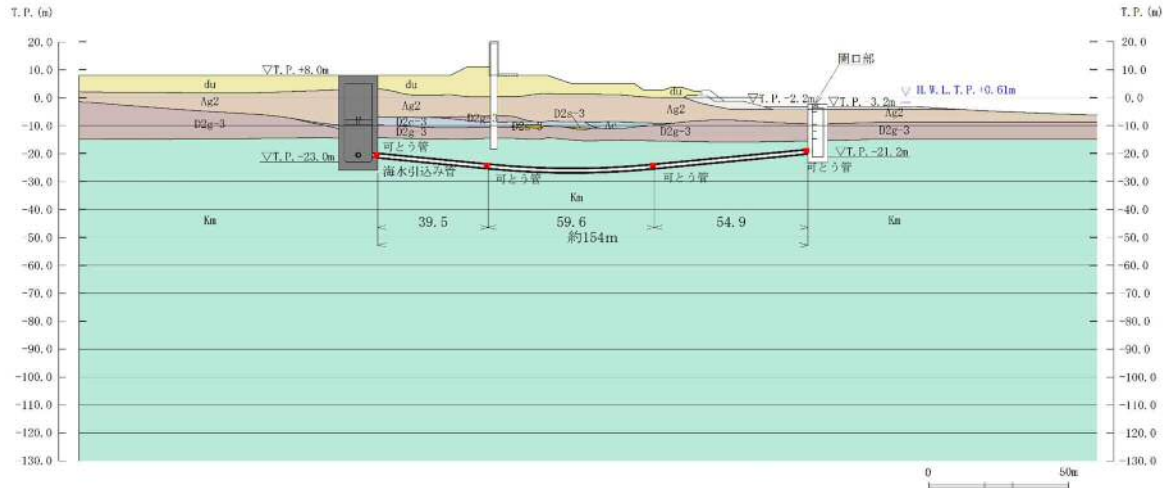 T.P.(m)
T.P.(m)
20.0
20.0
10.0
10.0
0.0
0.0
-10.0
-10.0
-20.0
-20.0
-30.0
-30.0
-40.0
-40.0
-50.0
-50.0
-60.0
-60.0
-70.0
-70.0
-80.0
-80.0
-90.0
-90.0
-100.0
-100.0
-110.0
-110.0
-120.0
-120.0
-130.0
-130.0
開口部
▽T.P.+8.0m
du
du
du
▽H.W.L.T.P.+0.61m
▽T.P.-2.2m
▽T.P.-3.2m
Ag2
Ag2
Ag2
Ag2
D2g-3
D2c-3
D2g-3
D2g-3
D2s-3
D2s-3
Ac
D2g-3
D2g-3
▽T.P.-23.0m
可とう管
海水引込み管
可とう管
可とう管
可とう管
▽T.P.-21.2m
Km
Km
Km
39.5
59.6
54.9
約154m
0
50m